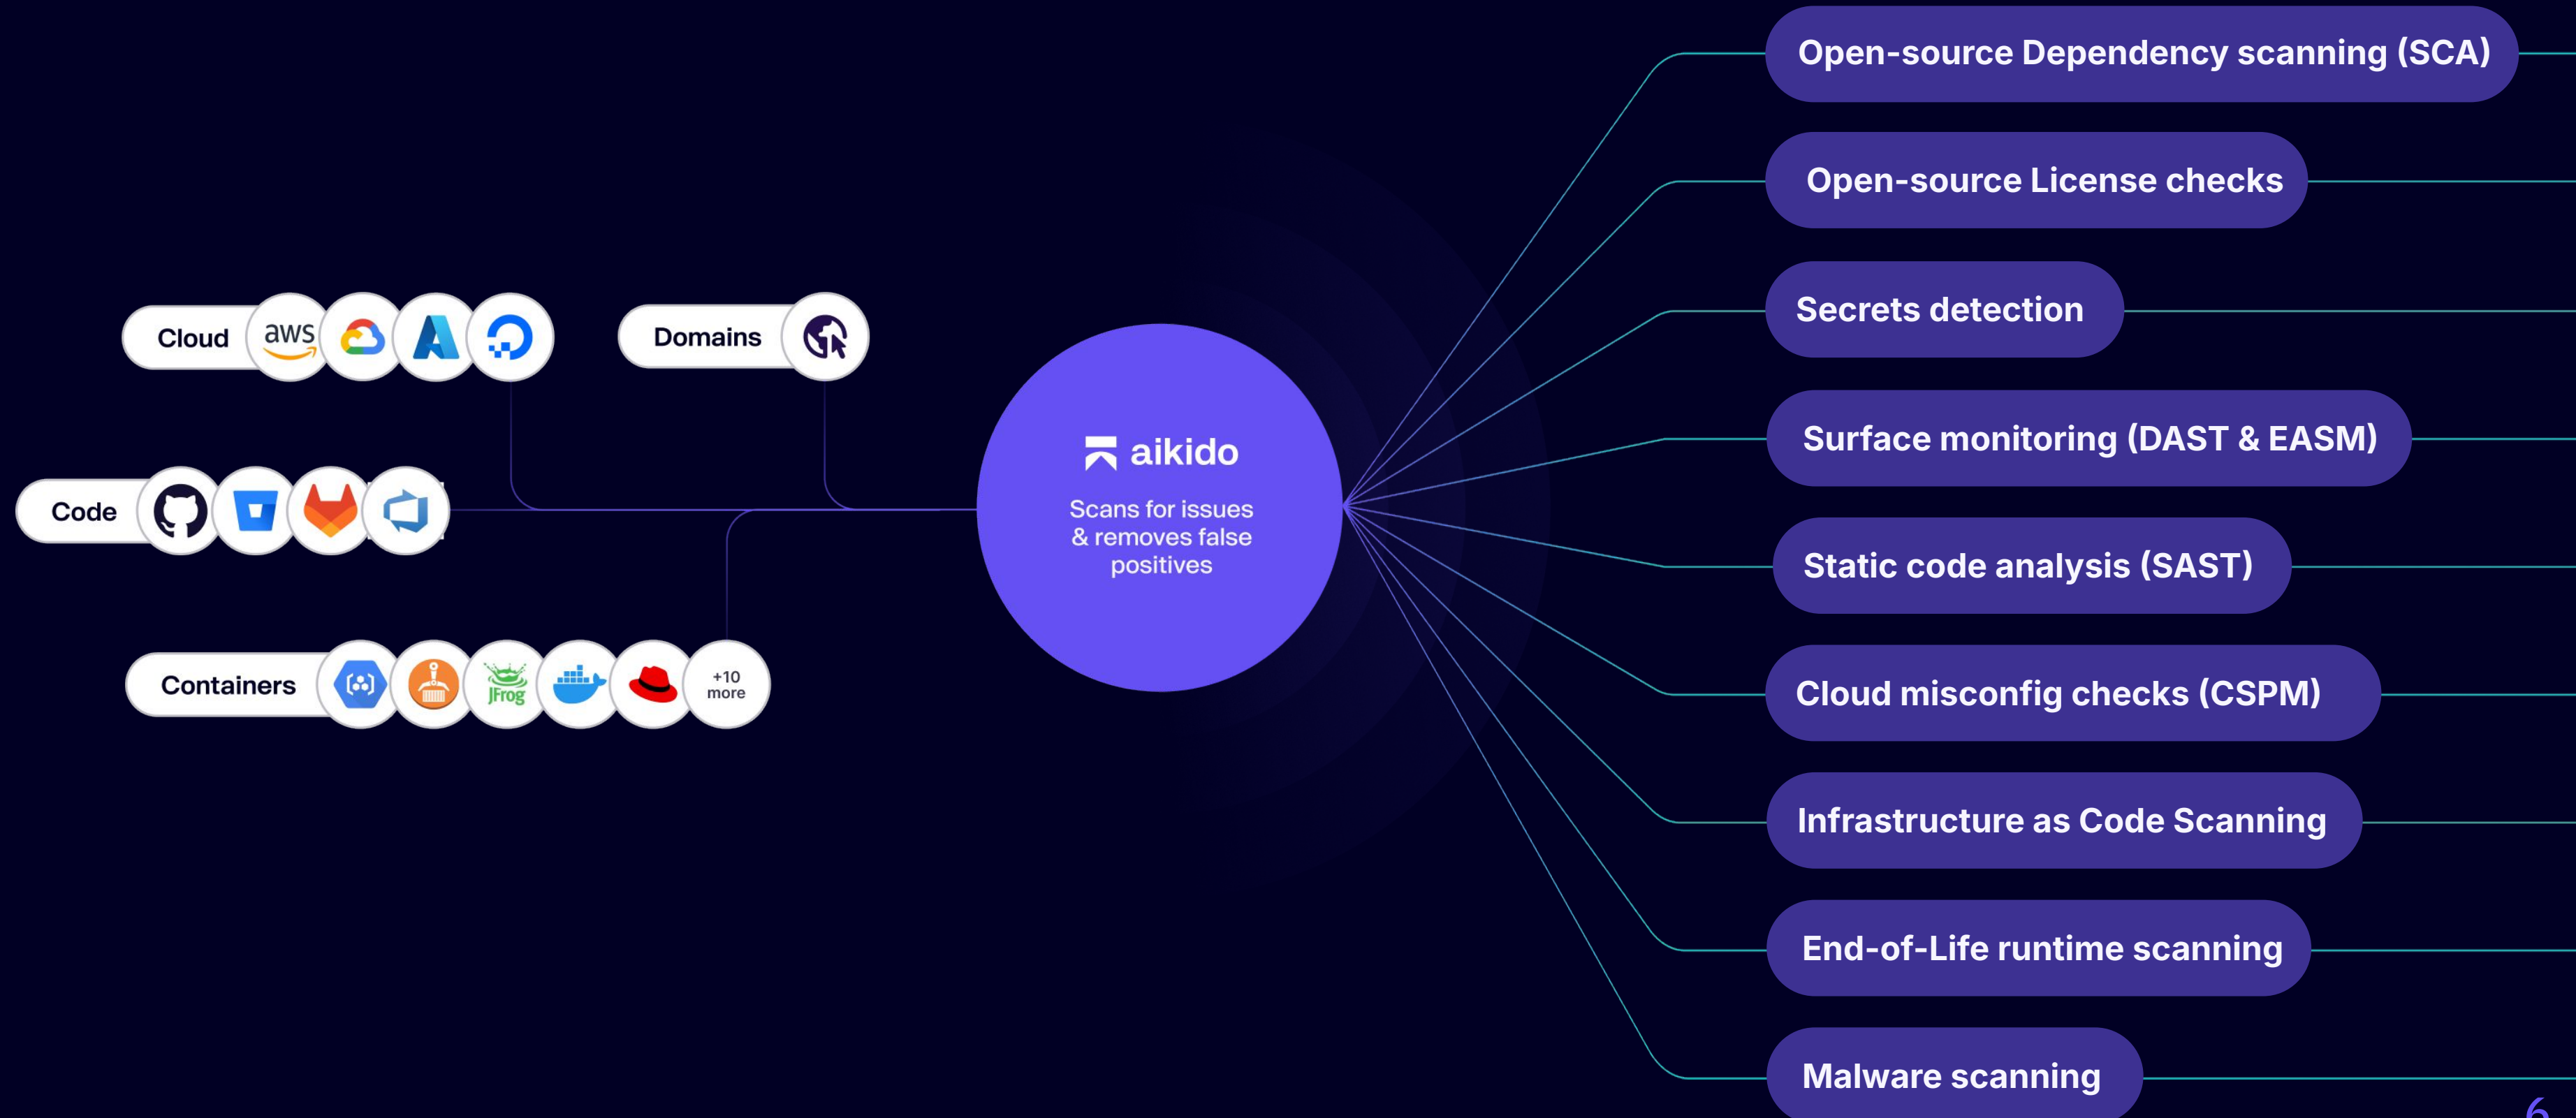 Cloud
aws
Domains
Code
Containers
JFrog
+10
more
aikido
Scans for issues
& removes false
positives
Open-source Dependency scanning (SCA)
Open-source License checks
Secrets detection
Surface monitoring (DAST & EASM)
Static code analysis (SAST)
Cloud misconfig checks (CSPM)
Infrastructure as Code Scanning
End-of-Life runtime scanning
Malware scanning
6